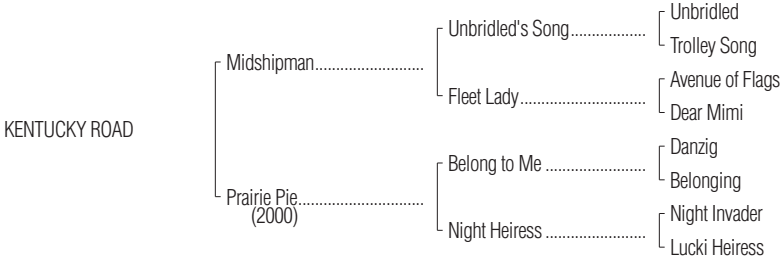 Unbridled
Unbridled's Song..................
Trolley Song
Midshipman..........................
Avenue of Flags
Fleet Lady..............................
Dear Mimi
KENTUCKY ROAD
Danzig
Belong to Me ........................
Belonging
Prairie Pie..............................
(2000)
Night Invader
Night Heiress ........................
Lucki Heiress